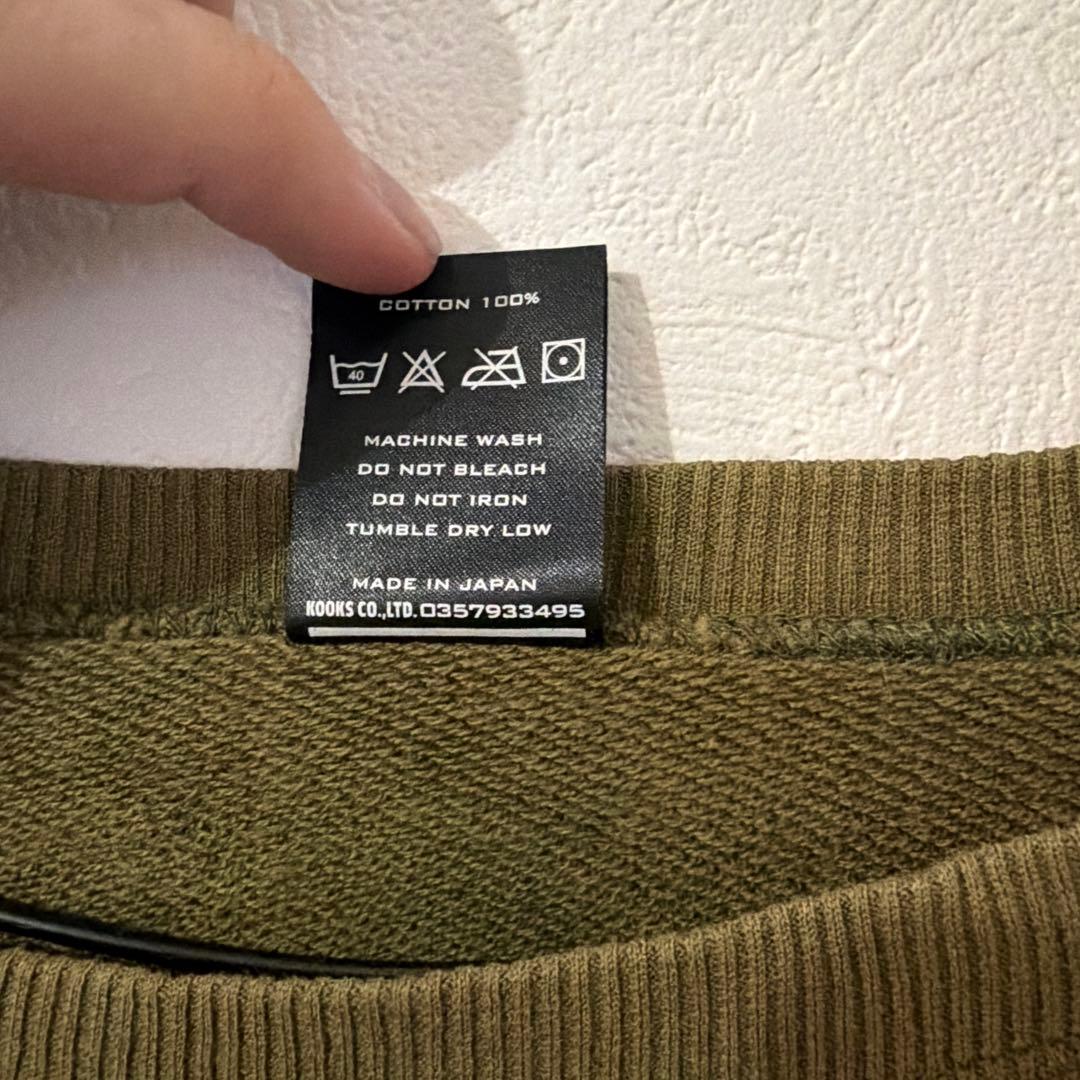 COTTON 100%
40
MACHINE WASH
DO NOT BLEACH
DO NOT IRON
TUMBLE DRY LOW
MADE IN JAPAN
KOOKS CO.,LTD. 0357933495